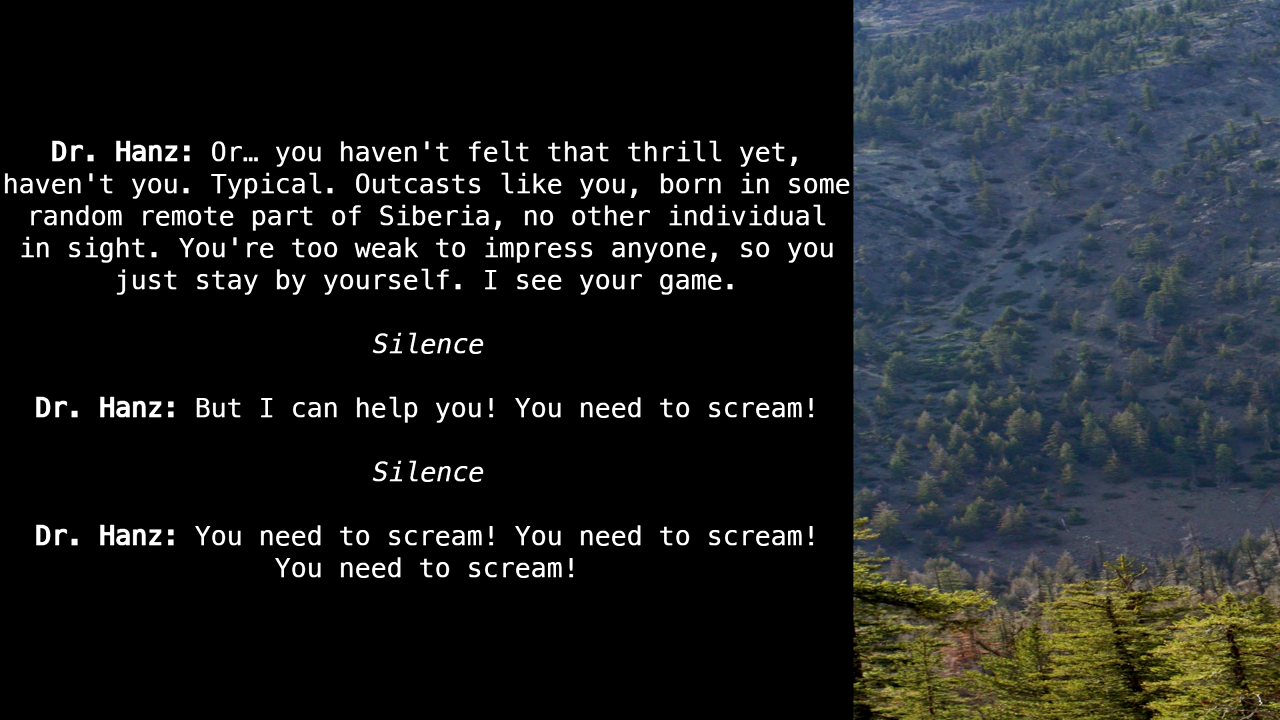 Dr. Hanz: Or… you haven't felt that thrill yet,
haven't you. Typical. Outcasts like you, born in some
random remote part of Siberia, no other individual
in sight. You're too weak to impress anyone, so you
just stay by yourself. I see your game.
Silence
Dr. Hanz: But I can help you! You need to scream!
Silence
Dr. Hanz: You need to scream! You need to scream!
You need to scream!